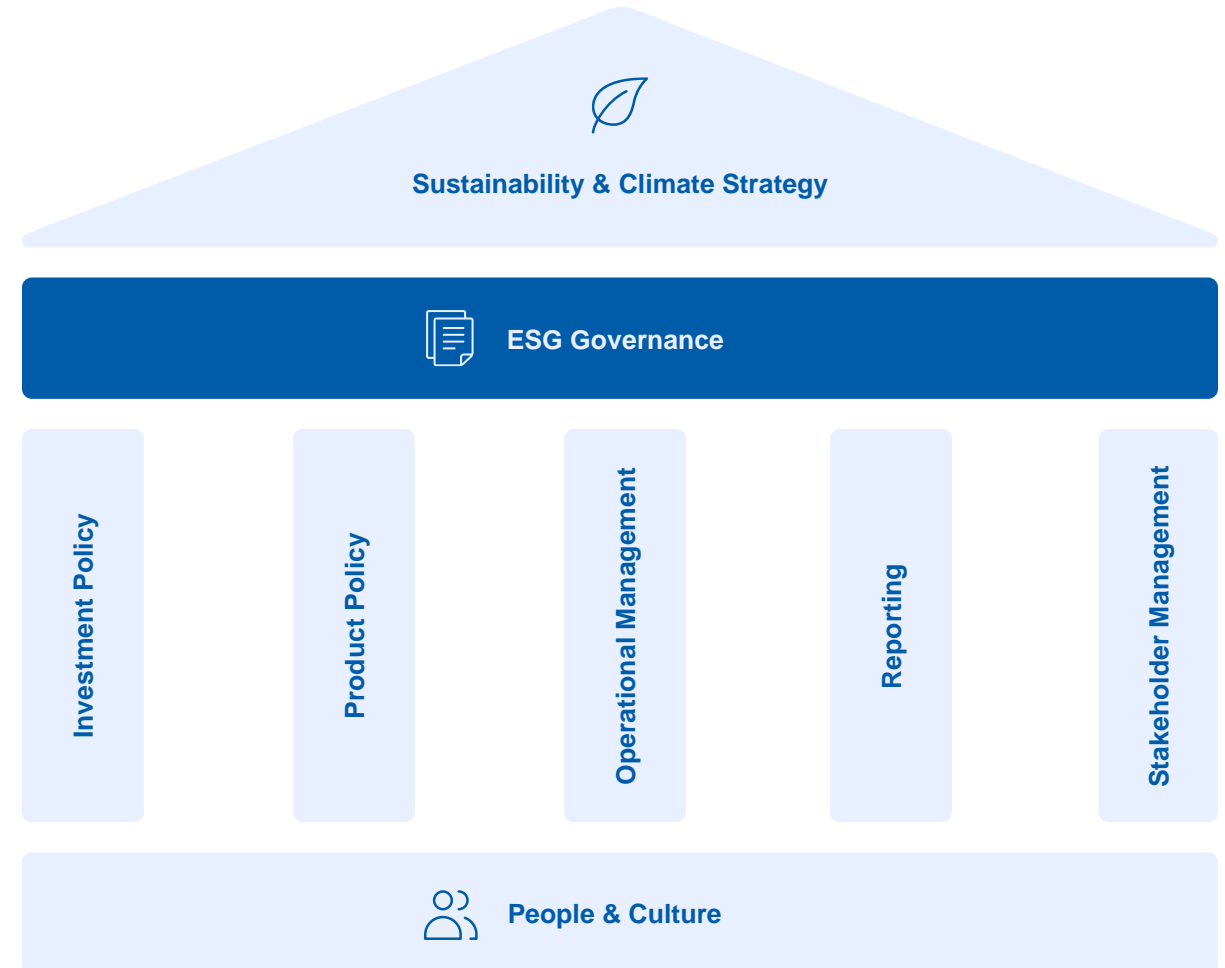 Sustainability & Climate Strategy
ESG Governance
Investment Policy
Product Policy
Operational Management
Reporting
Stakeholder Management
People & Culture